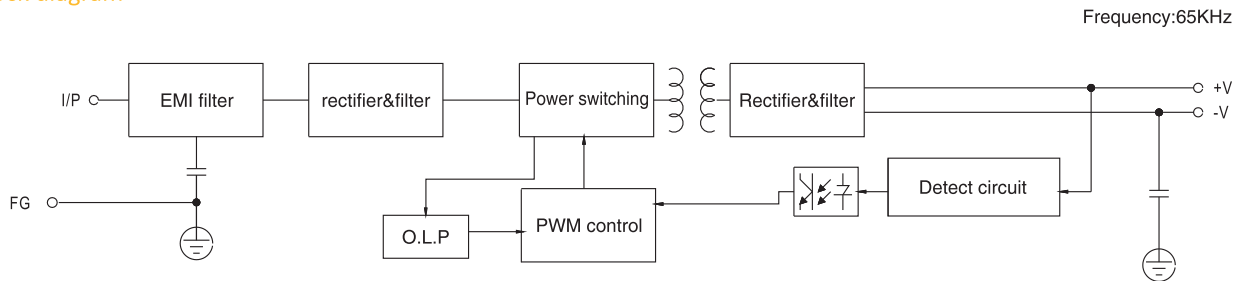 Frequency:65KHz
I/P
EMI filter
rectifier&filter
Power switching
Rectifier&filter
+V
-V
FG
O.L.P
PWM control
Detect circuit